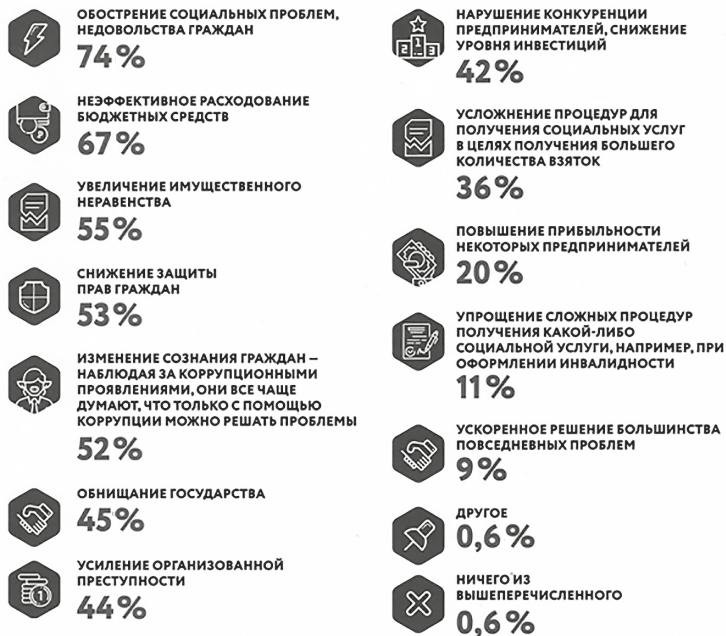 ОБОСТРЕНИЕ СОЦИАЛЬНЫХ ПРОБЛЕМ,
НЕДОВОЛЬСТВА ГРАЖДАН
74%
НЕЭФФЕКТИВНОЕ РАСХОДОВАНИЕ
БЮДЖЕТНЫХ СРЕДСТВ
67%
УВЕЛИЧЕНИЕ ИМУЩЕСТВЕННОГО
НЕРАВЕНСТВА
55%
СНИЖЕНИЕ ЗАЩИТЫ
ПРАВ ГРАЖДАН
53%
ИЗМЕНЕНИЕ СОЗНАНИЯ ГРАЖДАН –
НАБЛЮДАЯ ЗА КОРРУПЦИОННЫМИ
ПРОЯВЛЕНИЯМИ, ОНИ ВСЕ ЧАЩЕ
ДУМАЮТ, ЧТО ТОЛЬКО С ПОМОЩЬЮ
КОРРУПЦИИ МОЖНО РЕШАТЬ ПРОБЛЕМЫ
52%
ОБНИЩАНИЕ ГОСУДАРСТВА
45%
УСИЛЕНИЕ ОРГАНИЗОВАННОЙ
ПРЕСТУПНОСТИ
44%
НАРУШЕНИЕ КОНКУРЕНЦИИ
ПРЕДПРИНИМАТЕЛЕЙ, СНИЖЕНИЕ
УРОВНЯ ИНВЕСТИЦИЙ
42%
УСЛОЖНЕНИЕ ПРОЦЕДУР ДЛЯ
ПОЛУЧЕНИЯ СОЦИАЛЬНЫХ УСЛУГ
В ЦЕЛЯХ ПОЛУЧЕНИЯ БОЛЬШЕГО
КОЛИЧЕСТВА ВЗЯТОК
36%
ПОВЫШЕНИЕ ПРИБЫЛЬНОСТИ
НЕКОТОРЫХ ПРЕДПРИНИМАТЕЛЕЙ
20%
УПРОЩЕНИЕ СЛОЖНЫХ ПРОЦЕДУР
ПОЛУЧЕНИЯ КАКОЙ-ЛИБО
СОЦИАЛЬНОЙ УСЛУГИ, НАПРИМЕР, ПРИ
ОФОРМЛЕНИИ ИНВАЛИДНОСТИ
11%
УСКОРЕННОЕ РЕШЕНИЕ БОЛЬШИНСТВА
ПОВСЕДНЕВНЫХ ПРОБЛЕМ
9%
ДРУГОЕ
0,6%
НИЧЕГО ИЗ
ВЫШЕПЕРЕЧИСЛЕННОГО
0,6%